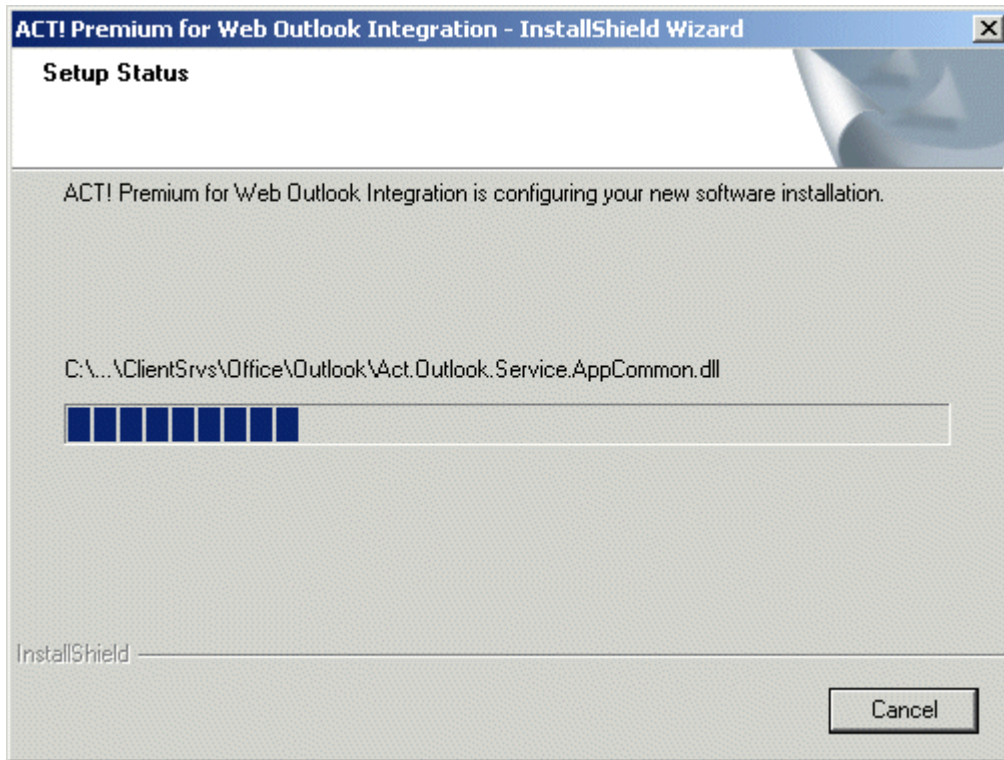 ACT! Premium for Web Outlook Integration - InstallShield Wizard
Setup Status
ACT! Premium for Web Outlook Integration is configuring your new software installation.
C:\...\ClientSrvs\Office\Outlook\Act.Outlook.Service.AppCommon.dll
InstallShield
Cancel